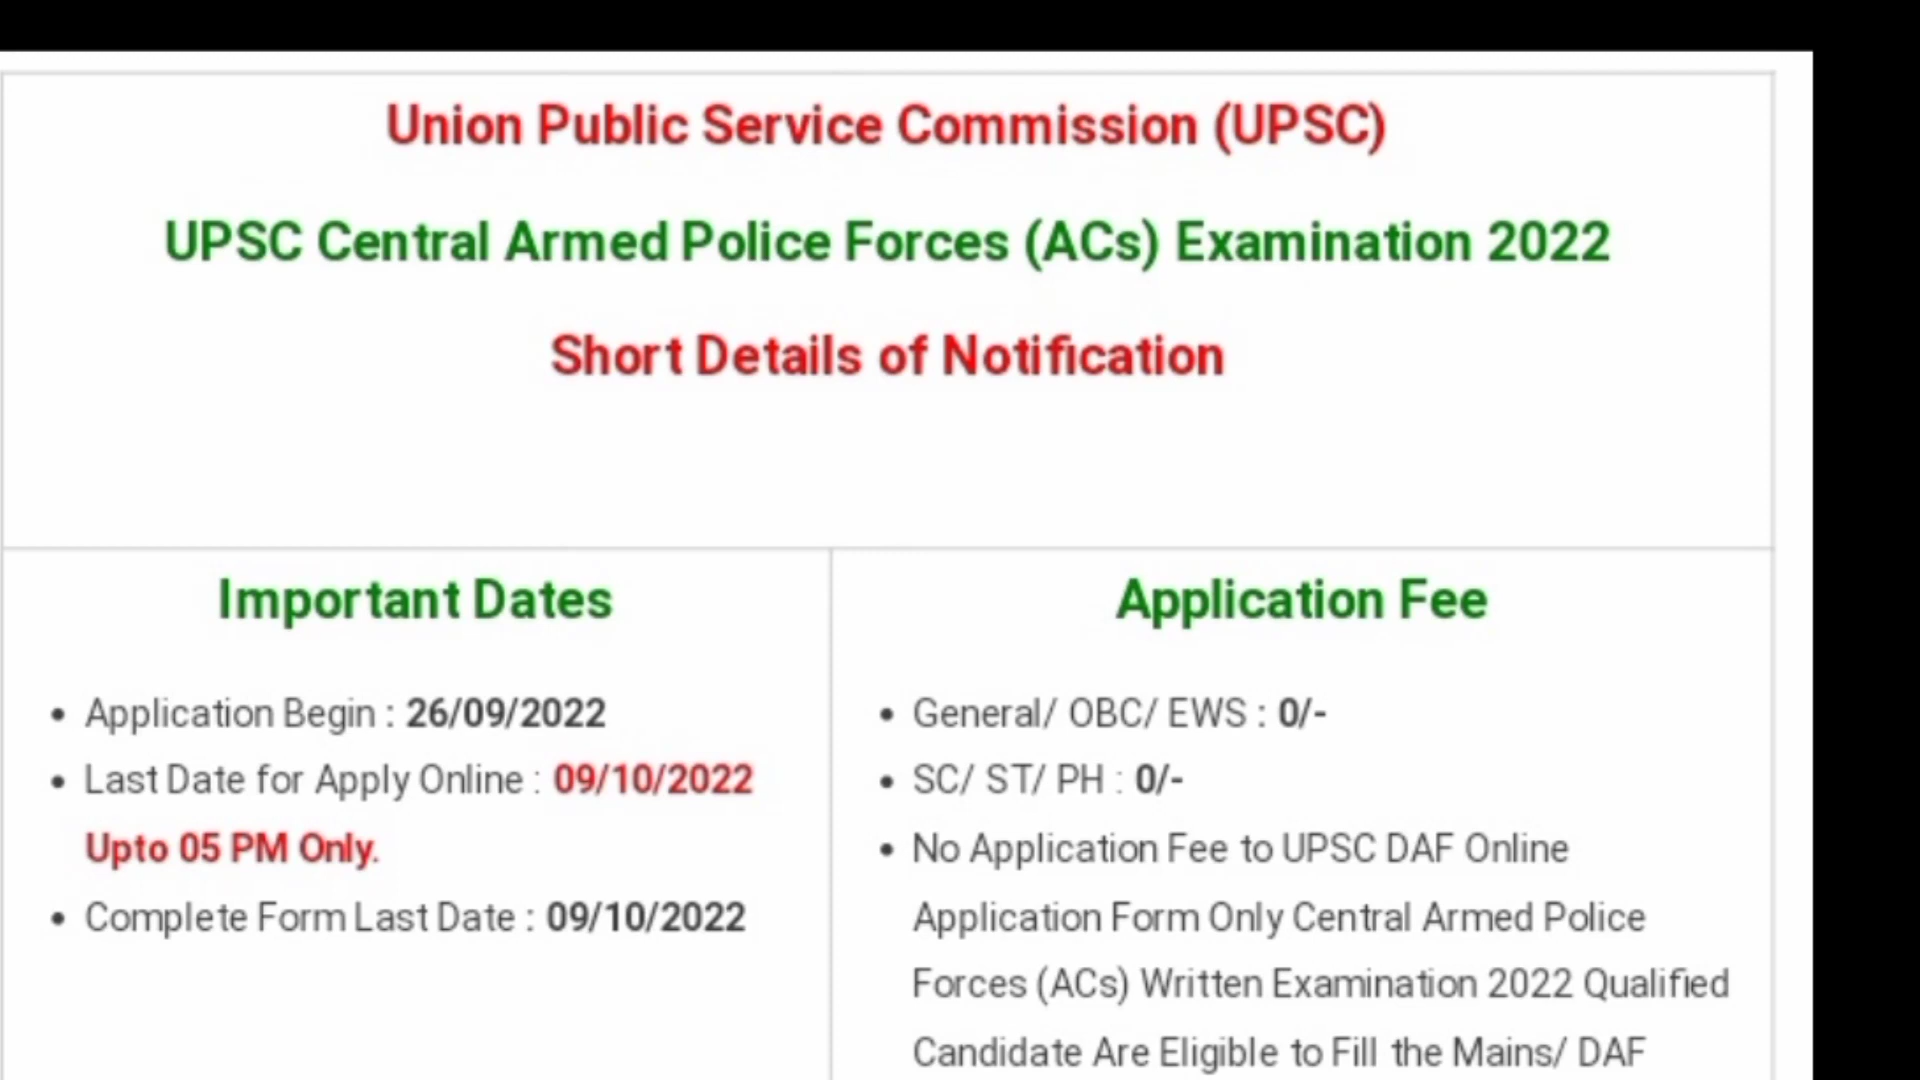 Union Public Service Commission (UPSC)
UPSC Central Armed Police Forces (ACs) Examination 2022
Short Details of Notification
Important Dates
• Application Begin : 26/09/2022
• Last Date for Apply Online : 09/10/2022
Upto 05 PM Only.
• Complete Form Last Date : 09/10/2022
Application Fee
• General/ OBC/ EWS : 0/-
• SC/ ST/ PH : 0/-
• No Application Fee to UPSC DAF Online
Application Form Only Central Armed Police
Forces (ACs) Written Examination 2022 Qualified
Candidate Are Eligible to Fill the Mains/ DAF